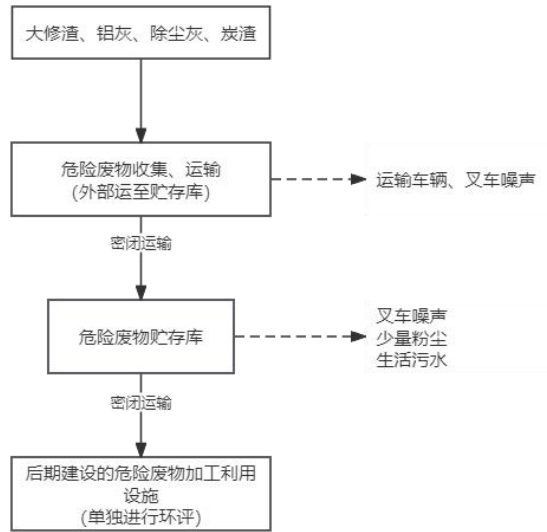 大修渣、铝灰、除尘灰、炭渣
危险废物收集、运输
(外部运至贮存库)
运输车辆、叉车噪声
密闭运输
危险废物贮存库
叉车噪声
少量粉尘
生活污水
密闭运输
后期建设的危险废物加工利用
设施
(单独进行环评)